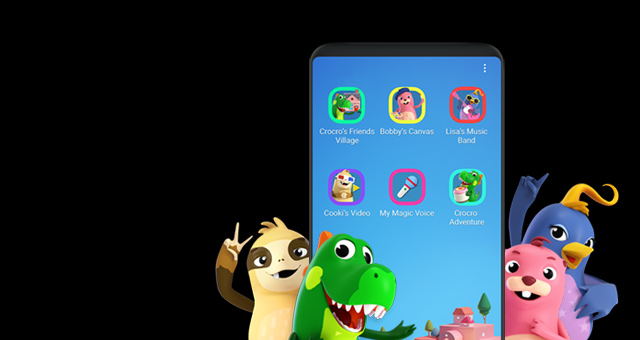 Crocro's Friends Village
Bobby's Canvas
Lisa's Music Band
Cooki's Video
My Magic Voice
Crocro Adventure